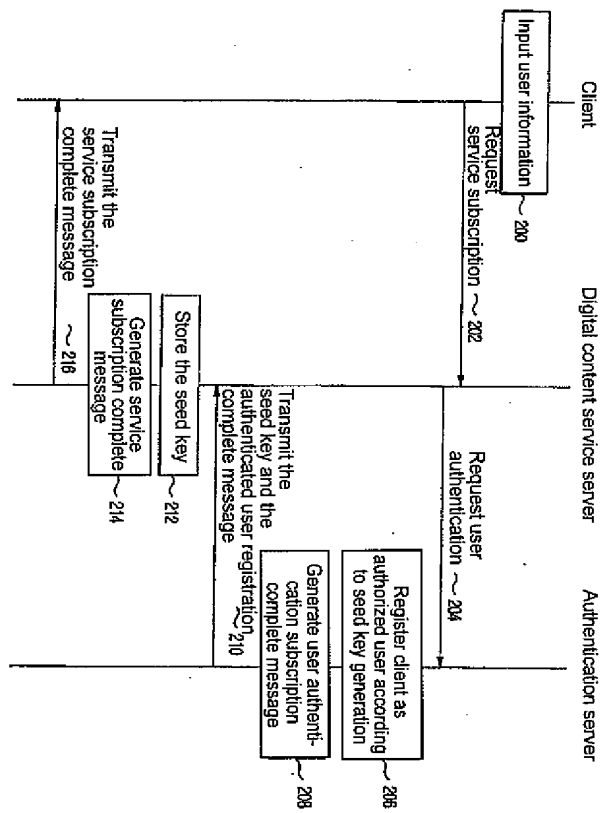 Client
Digital content service server
Authentication server
Input user information
200
Request
service subscription
202
Request user
authentication
204
Register client as
authorized user according
to seed key generation
206
Generate user authenti-
cation subscription
complete message
208
Transmit the
seed key and the
authenticated user registration
complete message
210
Store the seed key
212
Generate service
subscription complete
message
214
Transmit the
service subscription
complete message
216